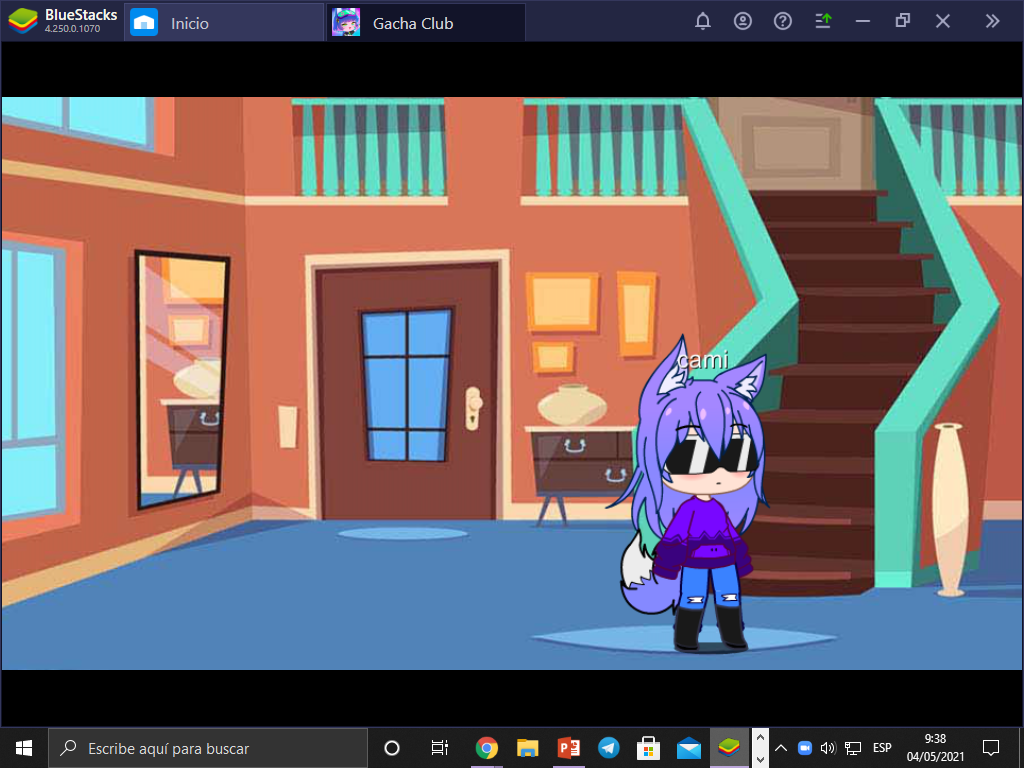 BlueStacks
4.250.0.1070
Inicio
Gacha Club
cami
Escribe aquí para buscar
ESP
9:38
04/05/2021